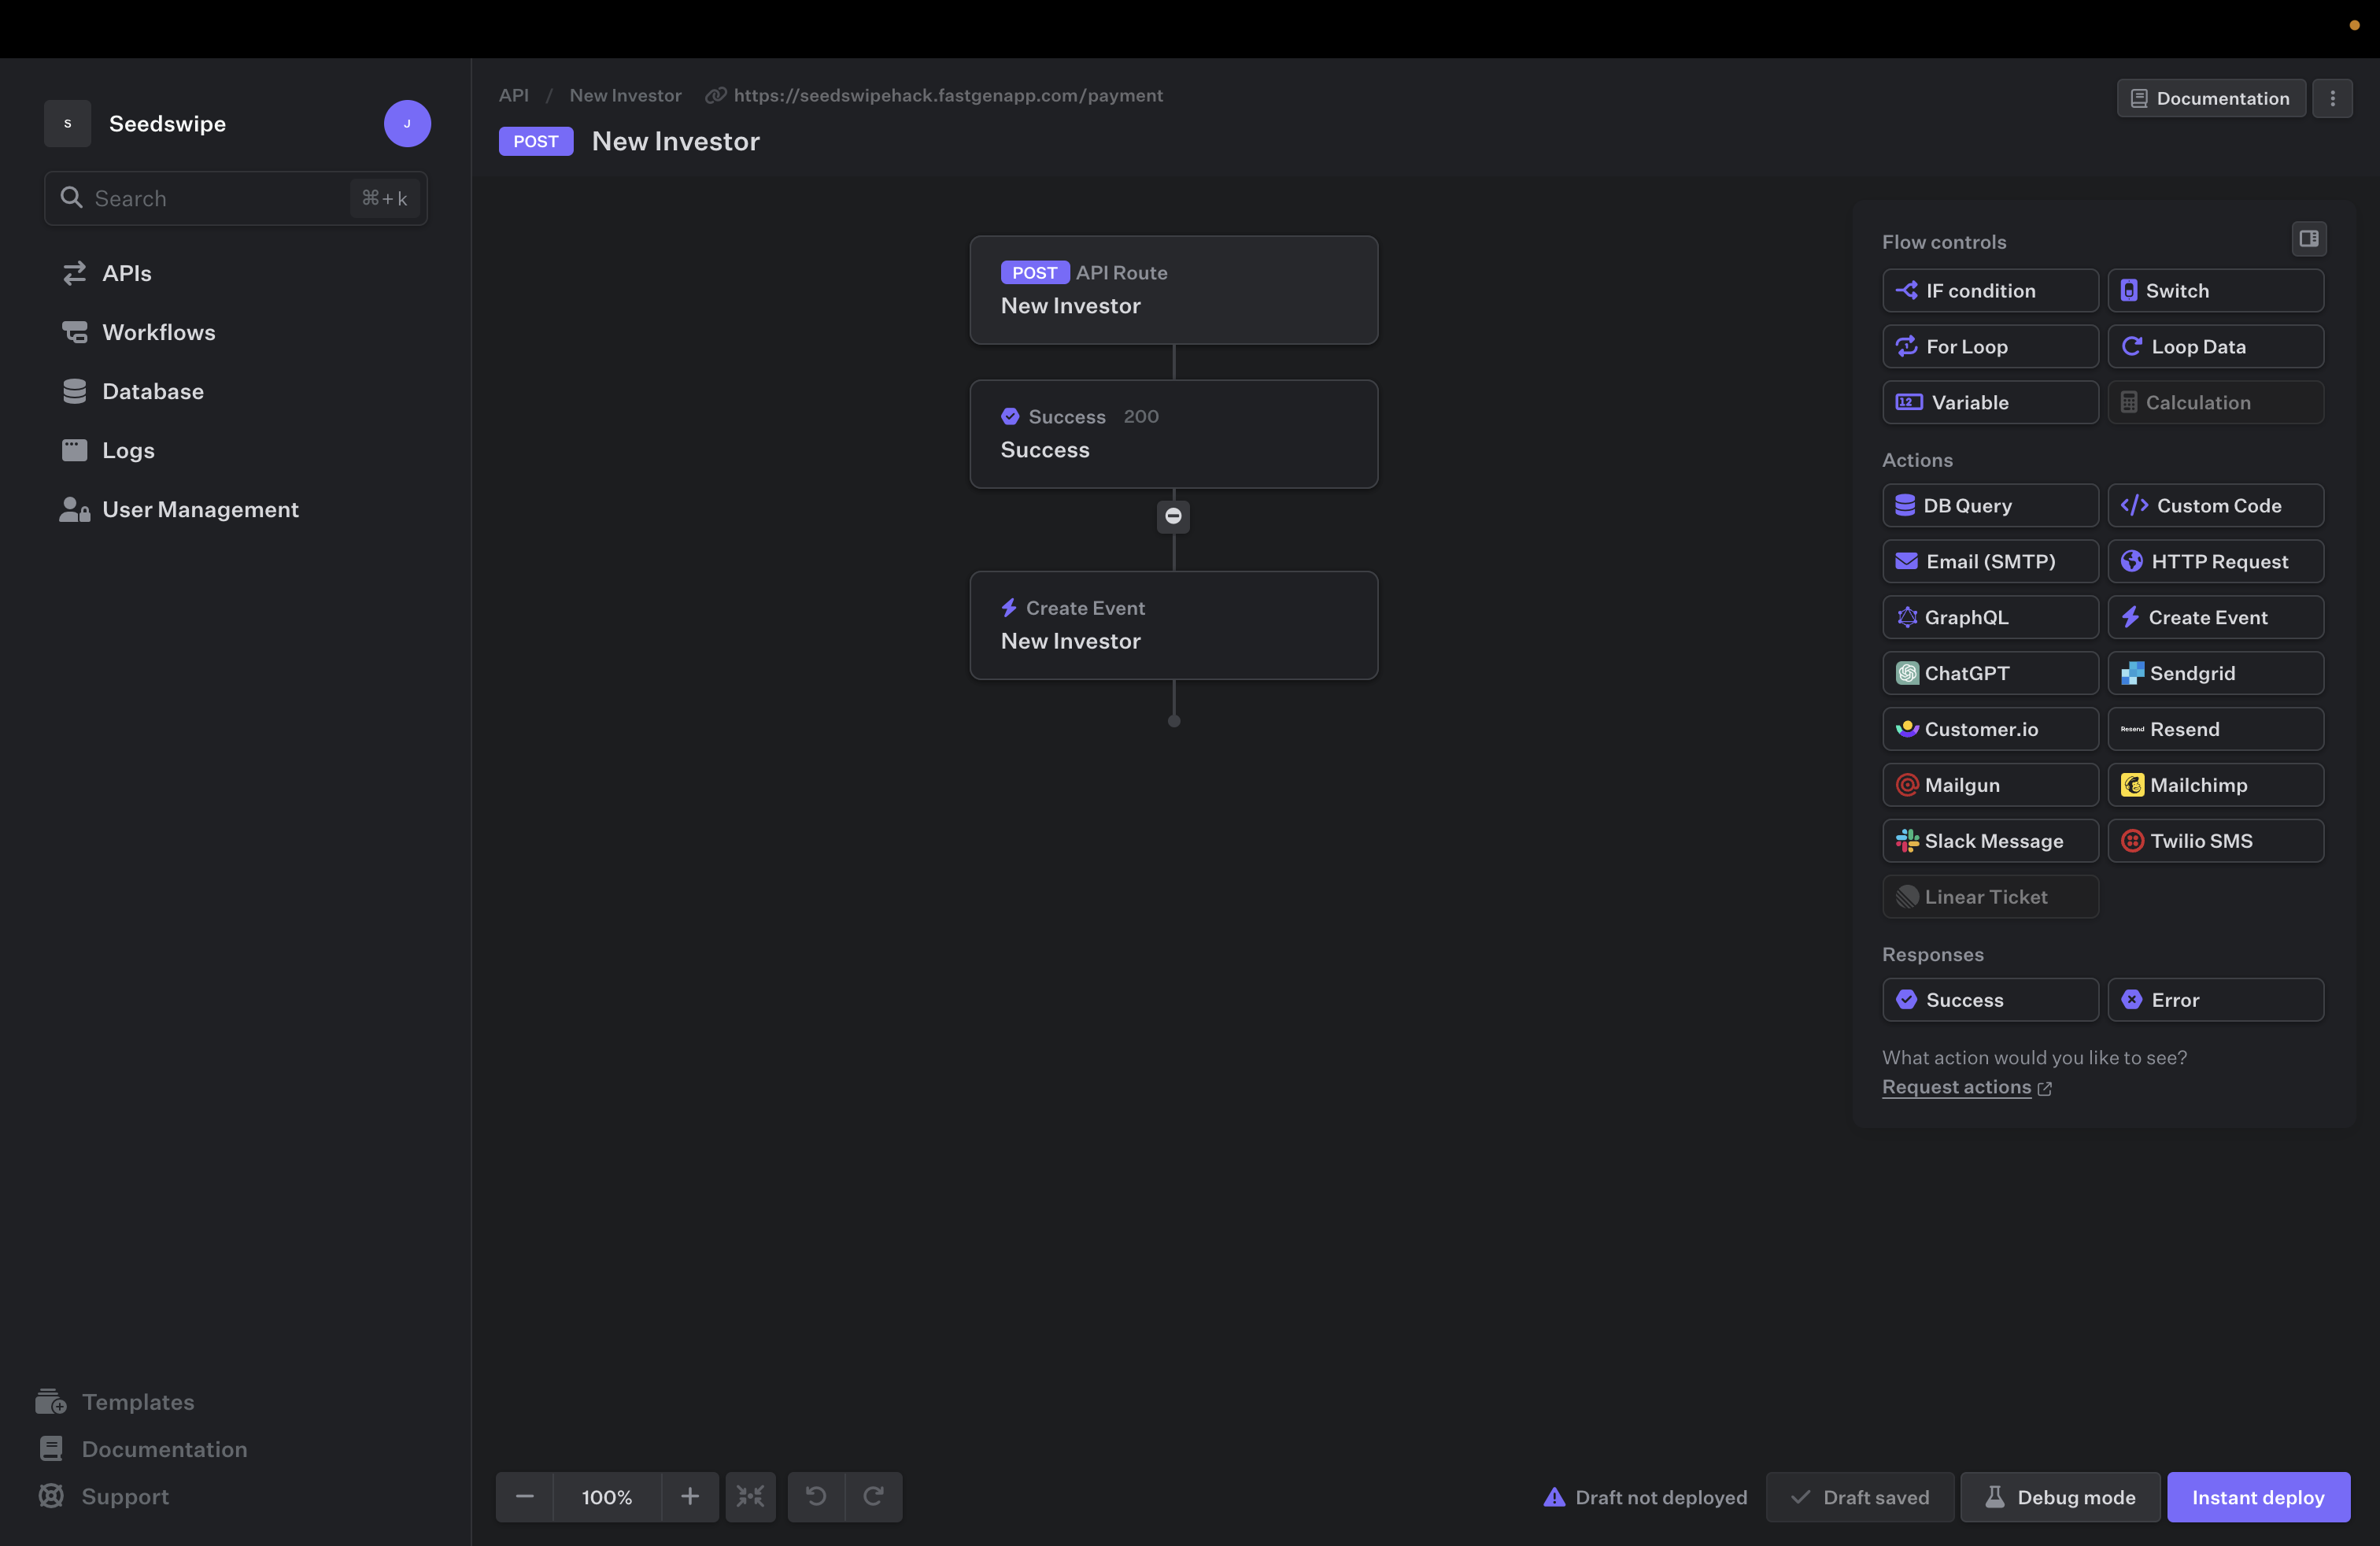 S
Seedswipe
J
Search
⌘+k
APIs
Workflows
Database
Logs
User Management
Templates
Documentation
Support
API / New Investor https://seedswipehack.fastgenapp.com/payment
POST New Investor
Documentation
POST API Route
New Investor
Success 200
Success
Create Event
New Investor
Flow controls
IF condition
Switch
For Loop
Loop Data
12 Variable
Calculation
Actions
DB Query
Custom Code
Email (SMTP)
HTTP Request
GraphQL
Create Event
ChatGPT
Sendgrid
Customer.io
Resend Resend
Mailgun
Mailchimp
Slack Message
Twilio SMS
Linear Ticket
Responses
Success
Error
What action would you like to see?
Request actions
100%
Draft not deployed
Draft saved
Debug mode
Instant deploy